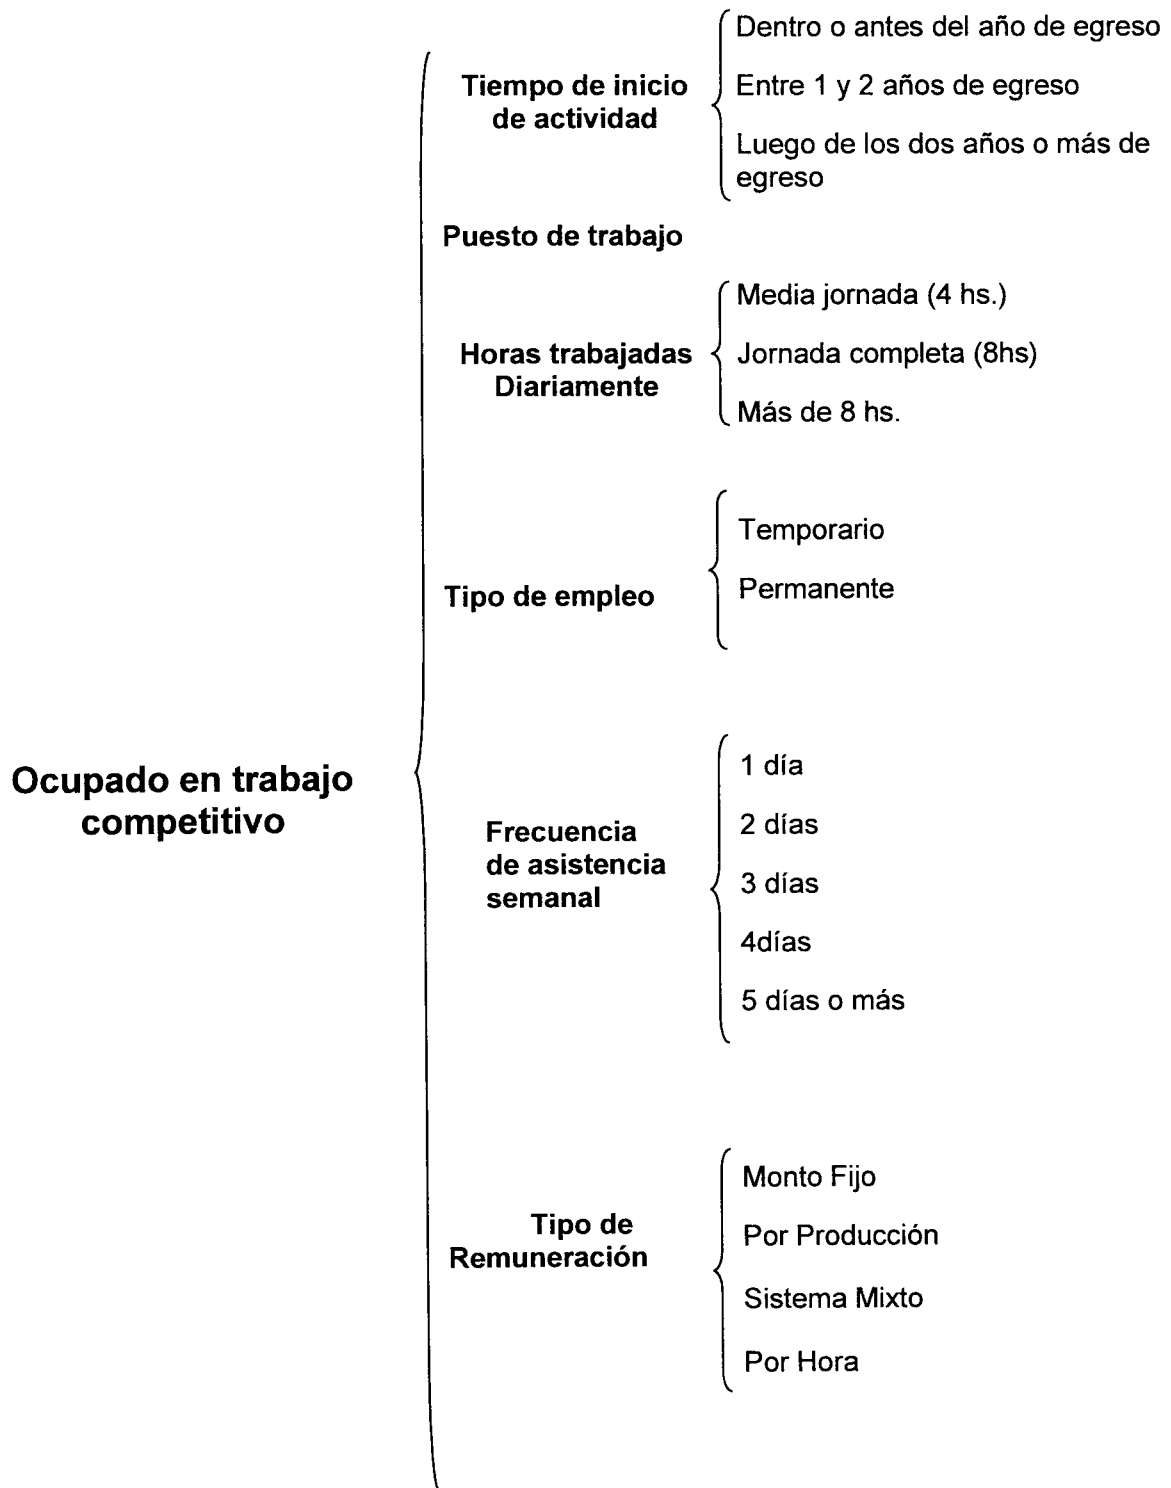 Dentro o antes del año de egreso
Tiempo de inicio
de actividad
Entre 1 y 2 años de egreso
Luego de los dos años o más de
egreso
Puesto de trabajo
Horas trabajadas
Diariamente
Media jornada (4 hs.)
Jornada completa (8hs)
Más de 8 hs.
Tipo de empleo
Temporario
Permanente
Ocupado en trabajo
competitivo
Frecuencia
de asistencia
semanal
1 día
2 días
3 días
4días
5 días o más
Tipo de
Remuneración
Monto Fijo
Por Producción
Sistema Mixto
Por Hora